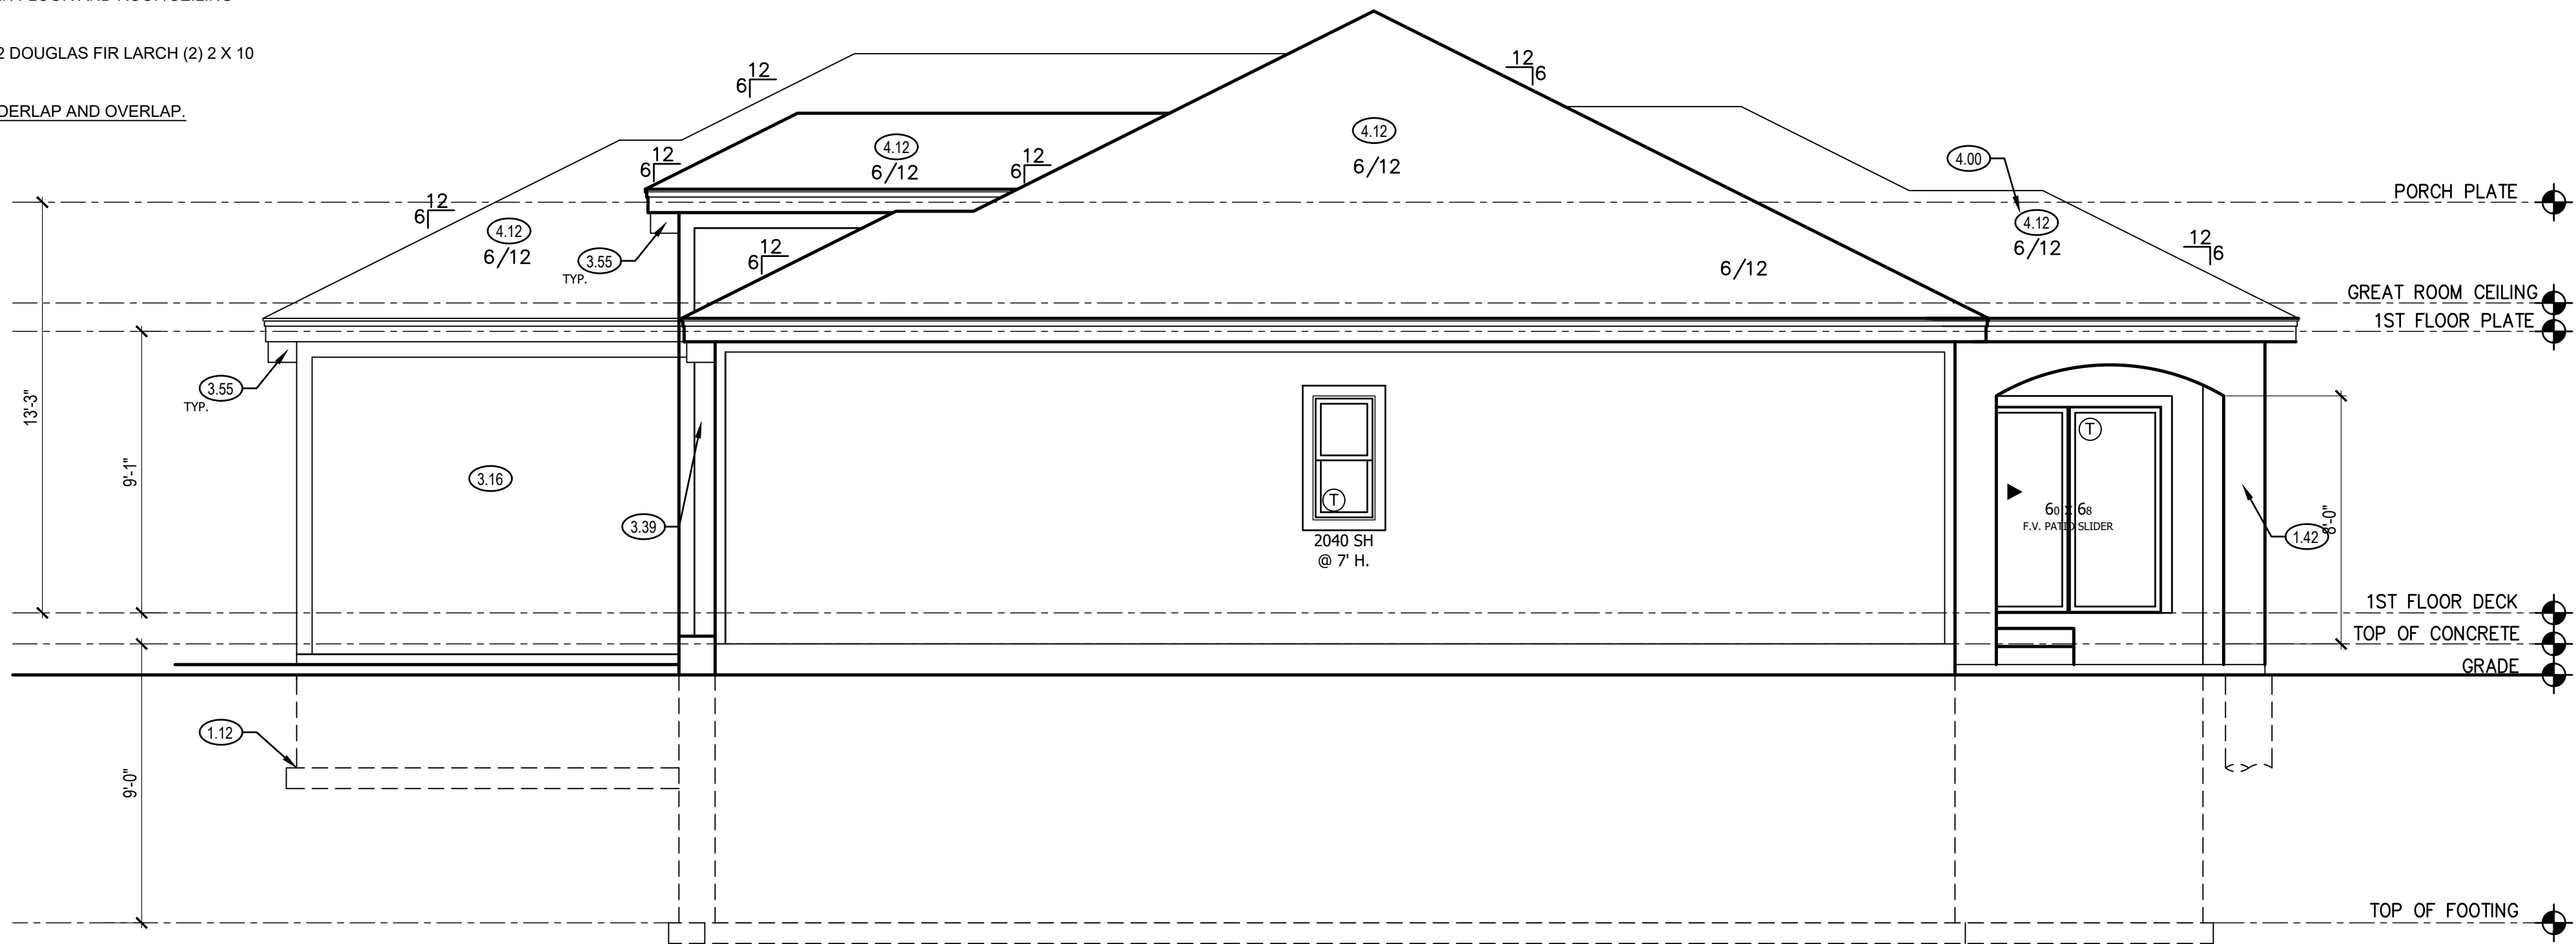 2 DOUGLAS FIR LARCH (2) 2 X 10
DERLAP AND OVERLAP.
12
6
12
6
12
6
12
6
12
6
12
6
12
6
4.12
6/12
4.12
6/12
4.12
6/12
4.00
4.12
6/12
6/12
3.55
TYP.
3.55
TYP.
3.16
3.39
1.12
1.42
13'-3"
9'-1"
9'-0"
8'-0"
T
2040 SH
@ 7' H.
T
60 X 68
F.V. PATIO SLIDER
PORCH PLATE
GREAT ROOM CEILING
1ST FLOOR PLATE
1ST FLOOR DECK
TOP OF CONCRETE
GRADE
TOP OF FOOTING